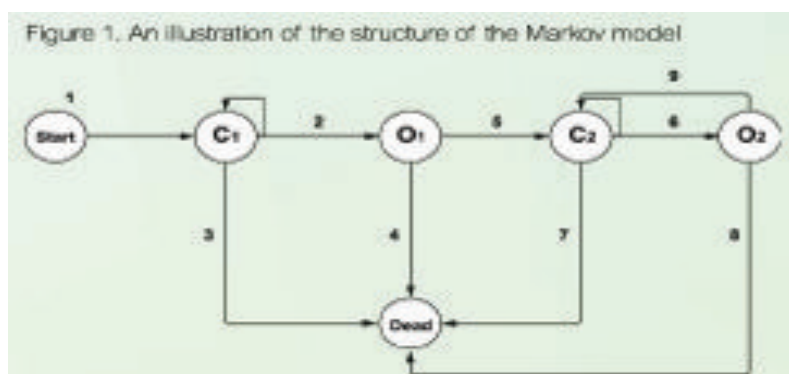 Figure 1. An illustration of the structure of the Markov model
9
1
2
5
6
Start
C1
O1
C2
O2
3
4
7
8
Dead